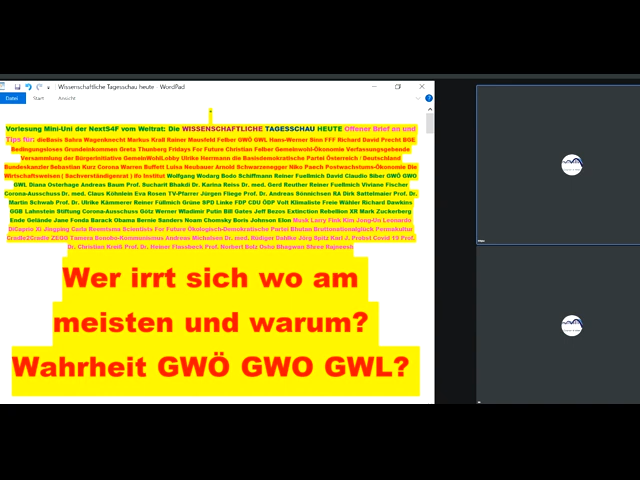 Wissenschaftliche Tagesschau heute - WordPad
Datei Start Ansicht
Vorlesung Mini-Uni der NextS4F vom Weltrat: Die WISSENSCHAFTLICHE TAGESSCHAU HEUTE Offener Brief an und
Tips für: dieBasis Sahra Wagenknecht Markus Krall Rainer Mausfeld Felber GWÖ GWL Hans-Werner Sinn FFF Richard David Precht BGE
Bedingungsloses Grundeinkommen Greta Thunberg Fridays For Future Christian Felber Gemeinwohl-Ökonomie Verfassungsgebende
Versammlung der Bürgerinitiative GemeinWohlLobby Ulrike Herrmann die Basisdemokratische Partei Österreich / Deutschland
Bundeskanzler Sebastian Kurz Corona Warren Buffett Luisa Neubauer Arnold Schwarzenegger Niko Paech Postwachstums-Ökonomie Die
Wirtschaftsweisen ( Sachverständigenrat ) ifo Institut Wolfgang Wodarg Bodo Schiffmann Reiner Fuellmich David Claudio Siber GWÖ GWO
GWL Diana Osterhage Andreas Baum Prof. Sucharit Bhakdi Dr. Karina Reiss Dr. med. Gerd Reuther Reiner Fuellmich Viviane Fischer
Corona-Ausschuss Dr. med. Claus Köhnlein Eva Rosen TV-Pfarrer Jürgen Fliege Prof. Dr. Andreas Sönnichsen RA Dirk Sattelmaier Prof. Dr.
Martin Schwab Prof. Dr. Ulrike Kämmerer Reiner Füllmich Grüne SPD Linke FDP CDU ÖDP Volt Klimaliste Freie Wähler Richard Dawkins
GGB Lahnstein Stiftung Corona-Ausschuss Götz Werner Wladimir Putin Bill Gates Jeff Bezos Extinction Rebellion XR Mark Zuckerberg
Ende Gelände Jane Fonda Barack Obama Bernie Sanders Noam Chomsky Boris Johnson Elon Musk Larry Fink Kim Jong-Un Leonardo
DiCaprio Xi Jingping Carla Reemtsma Scientists For Future Ökologisch-Demokratische Partei Bhutan Bruttonationalglück Permakultur
Cradle2Cradle ZEGG Tamera Bonobo-Kommunismus Andreas Michalsen Dr. med. Rüdiger Dahlke Jörg Spitz Karl J. Probst Covid 19 Prof.
Dr. Christian Kreiß Prof. Dr. Heiner Flassbeck Prof. Norbert Bolz Osho Bhagwan Shree Rajneesh
Wer irrt sich wo am
meisten und warum?
Wahrheit GWÖ GWO GWL?